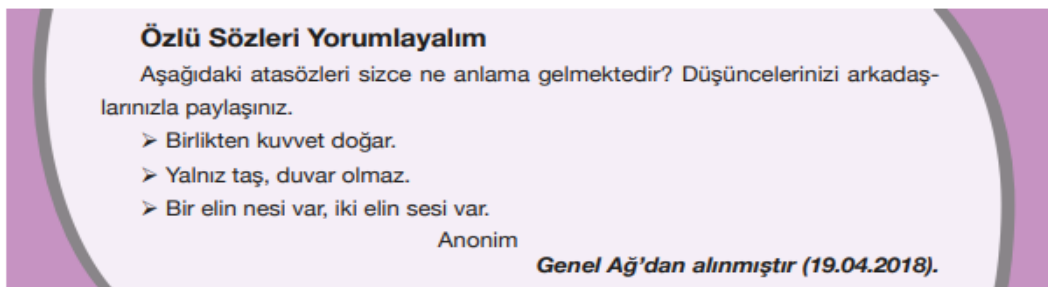 Özlü Sözleri Yorumlayalım
Aşağıdaki atasözleri sizce ne anlama gelmektedir? Düşüncelerinizi arkadaş-
larınızla paylaşınız.
➢ Birlikten kuvvet doğar.
➢ Yalnız taş, duvar olmaz.
➢ Bir elin nesi var, iki elin sesi var.
Anonim
Genel Ağ’dan alınmıştır (19.04.2018).